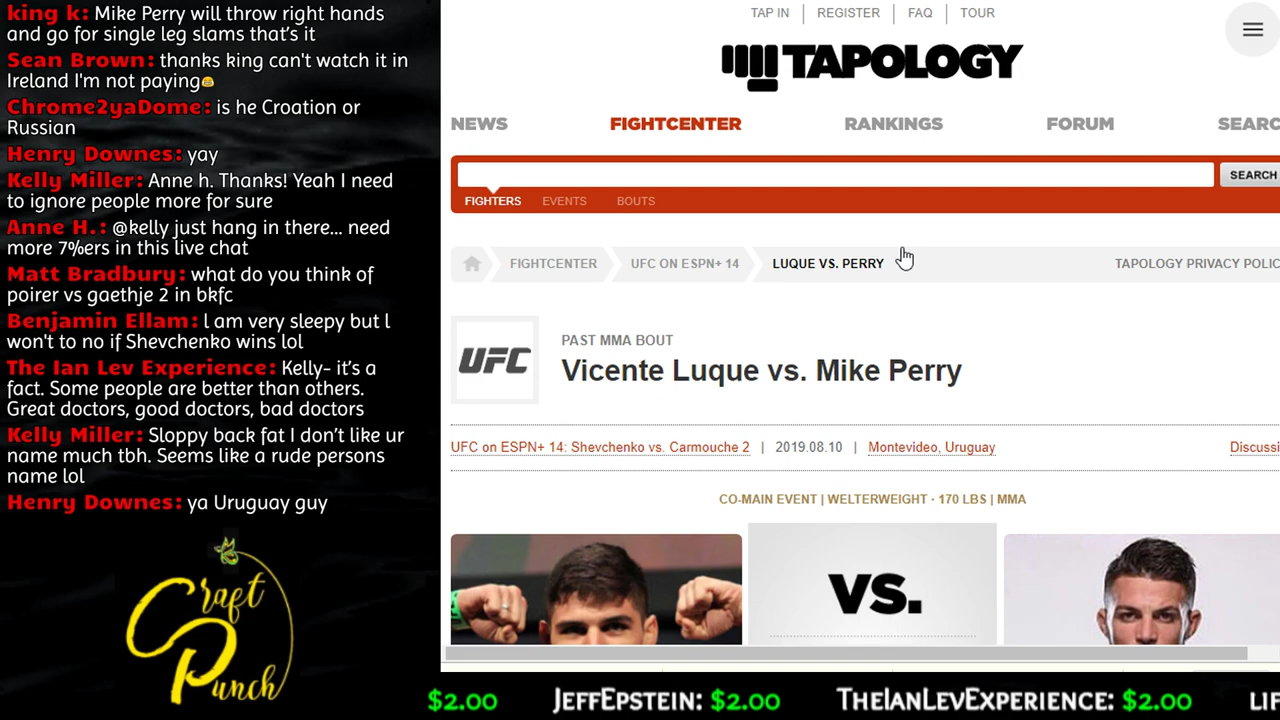 king k: Mike Perry will throw right hands
and go for single leg slams that's it
Sean Brown: thanks king can't watch it in
Ireland I'm not paying
Chrome2yaDome: is he Croation or
Russian
Henry Downes: yay
Kelly Miller: Anne h. Thanks! Yeah I need
to ignore people more for sure
Anne H.: @kelly just hang in there... need
more 7%ers in this live chat
Matt Bradbury: what do you think of
poirer vs gaethje 2 in bkfc
Benjamin Ellam: l am very sleepy but l
won't to no if Shevchenko wins lol
The Ian Lev Experience: Kelly- it's a
fact. Some people are better than others.
Great doctors, good doctors, bad doctors
Kelly Miller: Sloppy back fat I don't like ur
name much tbh. Seems like a rude persons
name lol
Henry Downes: ya Uruguay guy
Craft
Punch
TAP IN REGISTER FAQ TOUR
TAPOLOGY
NEWS FIGHTCENTER RANKINGS FORUM SEARC
SEARCH
FIGHTERS EVENTS BOUTS
FIGHTCENTER UFC ON ESPN+ 14 LUQUE VS. PERRY TAPOLOGY PRIVACY POLIC
UFC
PAST MMA BOUT
Vicente Luque vs. Mike Perry
UFC on ESPN+ 14: Shevchenko vs. Carmouche 2 | 2019.08.10 | Montevideo, Uruguay Discussi
CO-MAIN EVENT | WELTERWEIGHT · 170 LBS | MMA
VS.
$2.00 JEFFEPSTEIN: $2.00 THEIANLEVEXPERIENCE: $2.00 LIF